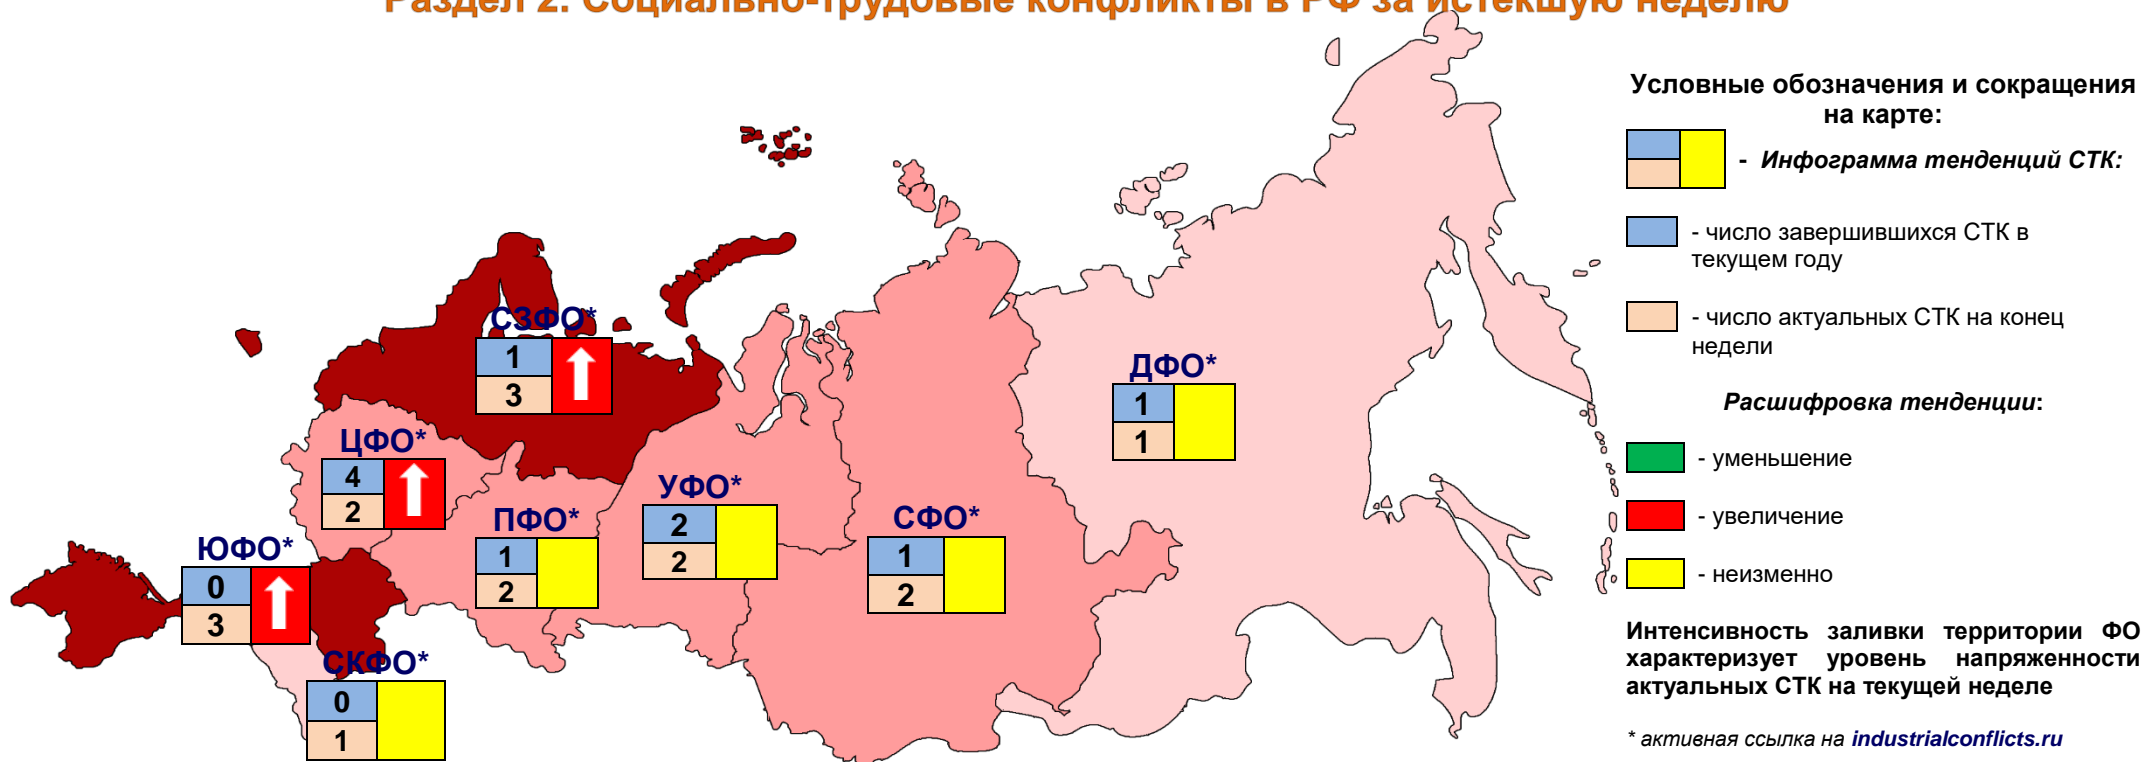 Раздел 2. Социально-трудовые конфликты в РФ за истекшую неделю
Условные обозначения и сокращения
на карте:
- Инфограмма тенденций СТК:
- число завершившихся СТК в
текущем году
- число актуальных СТК на конец
недели
Расшифровка тенденции:
- уменьшение
- увеличение
- неизменно
Интенсивность заливки территории ФО
характеризует уровень напряженности
актуальных СТК на текущей неделе
* активная ссылка на industrialconflicts.ru
СЗФО*
1
3
ДФО*
1
1
ЦФО*
4
2
УФО*
2
2
ПФО*
1
2
СФО*
1
2
ЮФО*
0
3
СКФО*
0
1